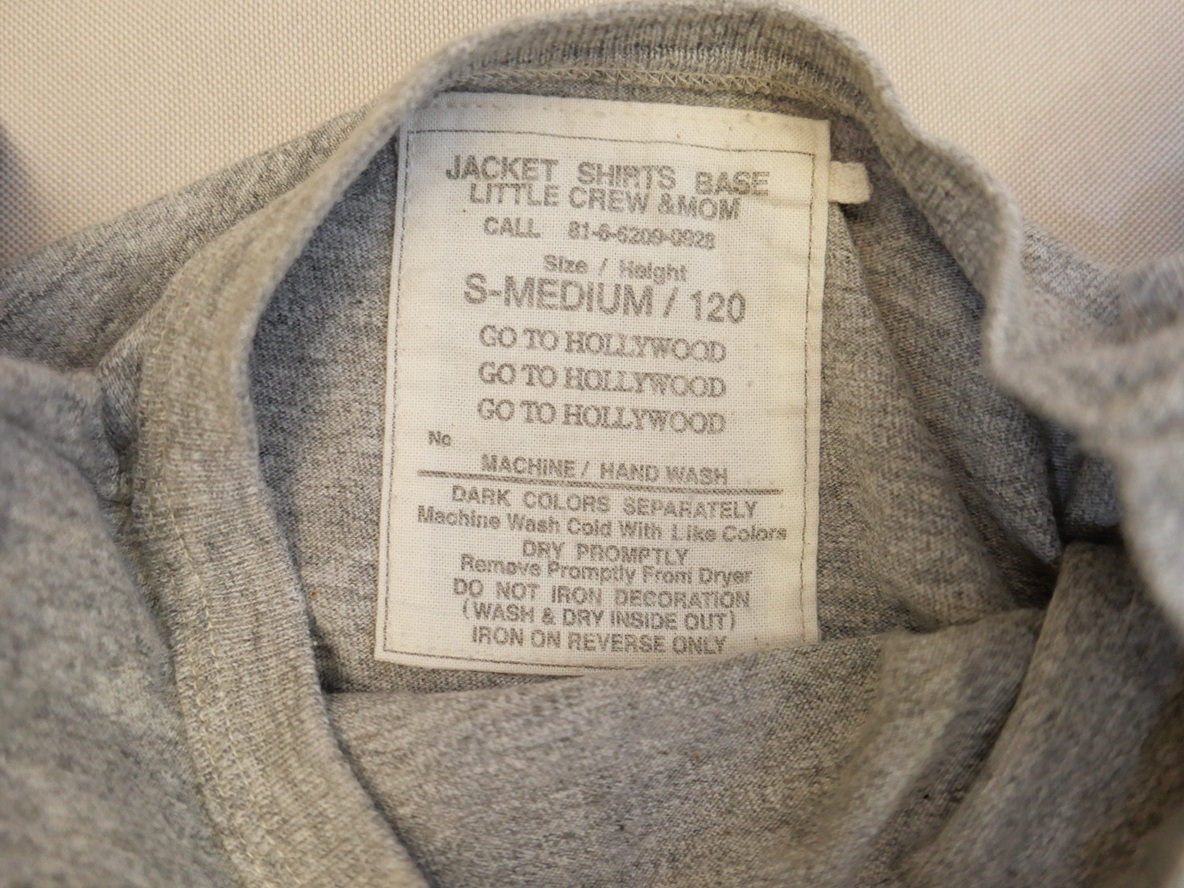 JACKET SHIRTS BASE
LITTLE CREW &MOM
CALL 81-6-6209-0928
Size / Height
S-MEDIUM / 120
GO TO HOLLYWOOD
GO TO HOLLYWOOD
GO TO HOLLYWOOD
No
MACHINE / HAND WASH
DARK COLORS SEPARATELY
Machine Wash Cold With Like Colors
DRY PROMPTLY
Remove Promptly From Dryer
DO NOT IRON DECORATION
(WASH & DRY INSIDE OUT)
IRON ON REVERSE ONLY